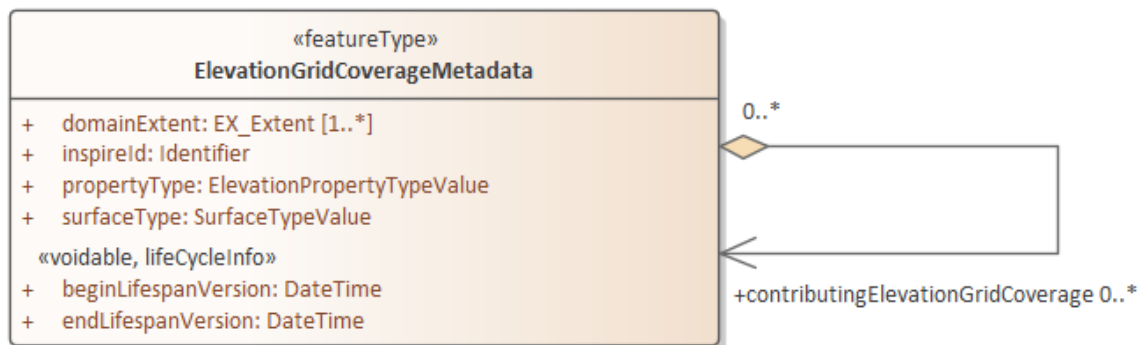 «featureType»
ElevationGridCoverageMetadata
+ domainExtent: EX_Extent [1..*]
+ inspireId: Identifier
+ propertyType: ElevationPropertyTypeValue
+ surfaceType: SurfaceTypeValue
«voidable, lifeCycleInfo»
+ beginLifespanVersion: DateTime
+ endLifespanVersion: DateTime
0..*
+contributingElevationGridCoverage 0..*